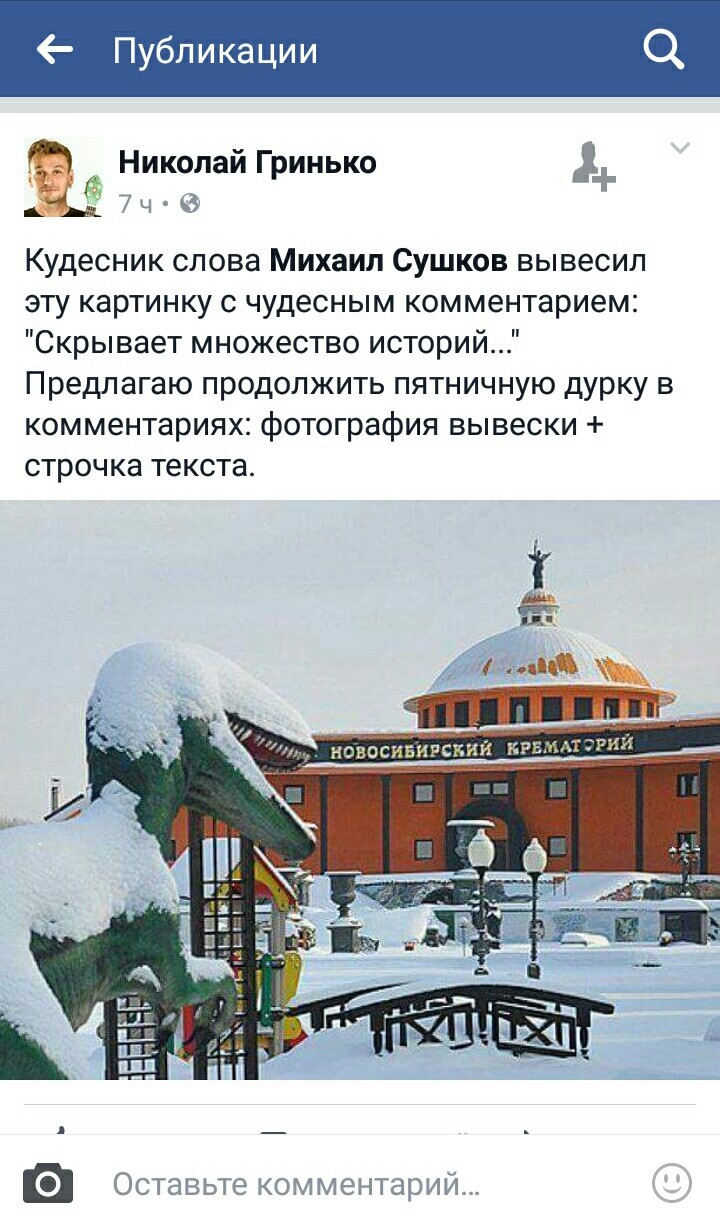 Публикации
Николай Гринько
7 ч
Кудесник слова Михаил Сушков вывесил
эту картинку с чудесным комментарием:
"Скрывает множество историй..."
Предлагаю продолжить пятничную дурку в
комментариях: фотография вывески +
строчка текста.
НОВОСИБИРСКИЙ КРЕМАТОРИЙ
Оставьте комментарий...